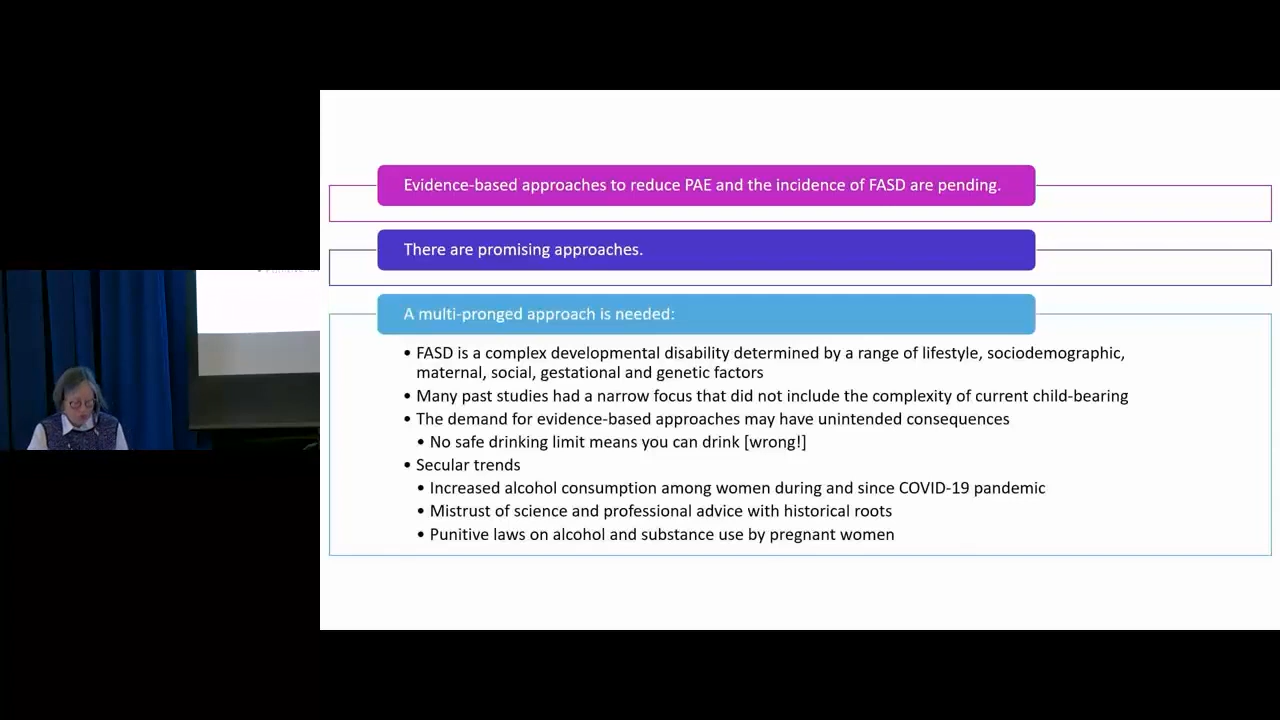 Evidence-based approaches to reduce PAE and the incidence of FASD are pending.
There are promising approaches.
A multi-pronged approach is needed:
• FASD is a complex developmental disability determined by a range of lifestyle, sociodemographic,
maternal, social, gestational and genetic factors
• Many past studies had a narrow focus that did not include the complexity of current child-bearing
• The demand for evidence-based approaches may have unintended consequences
• No safe drinking limit means you can drink [wrong!]
• Secular trends
• Increased alcohol consumption among women during and since COVID-19 pandemic
• Mistrust of science and professional advice with historical roots
• Punitive laws on alcohol and substance use by pregnant women